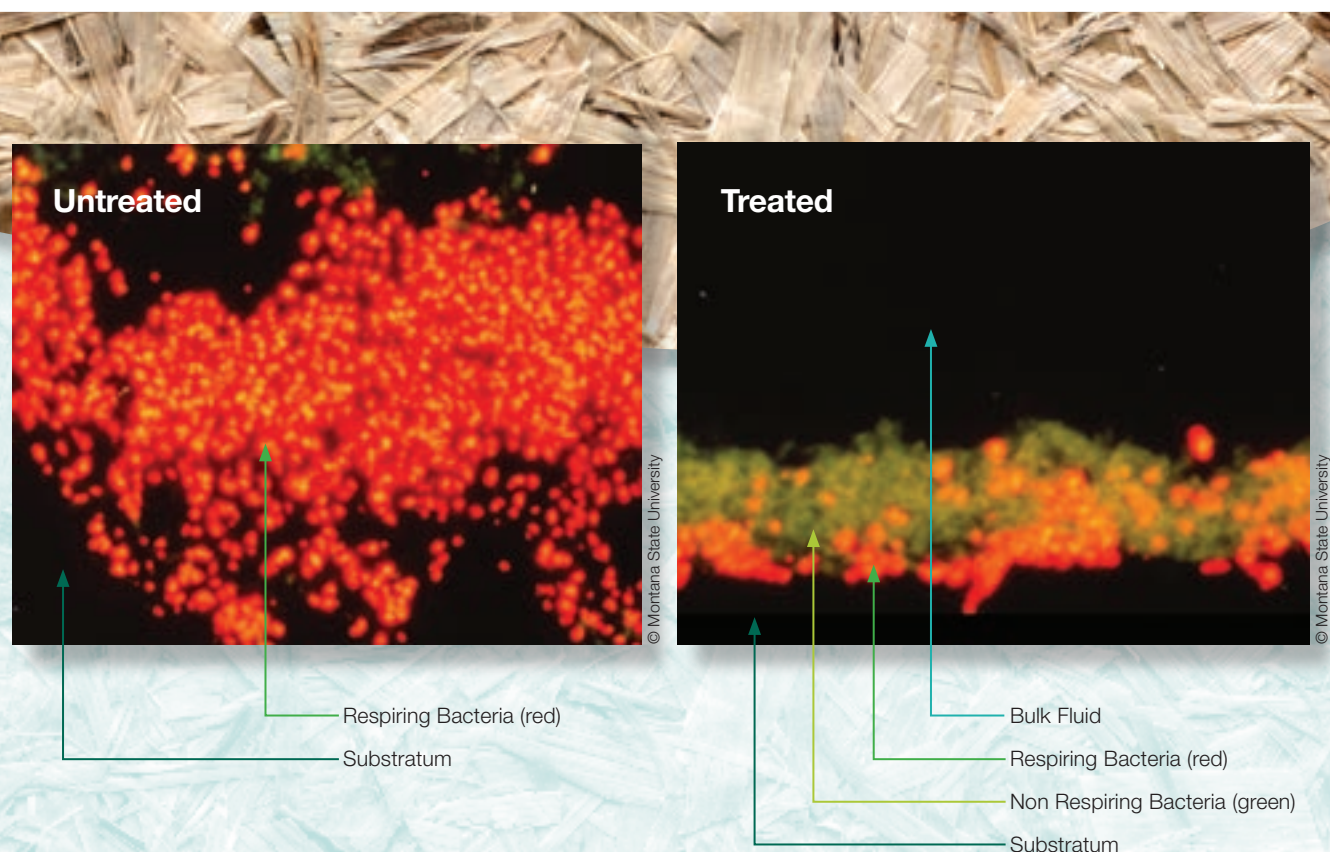 Untreated
Treated
© Montana State University
© Montana State University
Respiring Bacteria (red)
Substratum
Bulk Fluid
Respiring Bacteria (red)
Non Respiring Bacteria (green)
Substratum